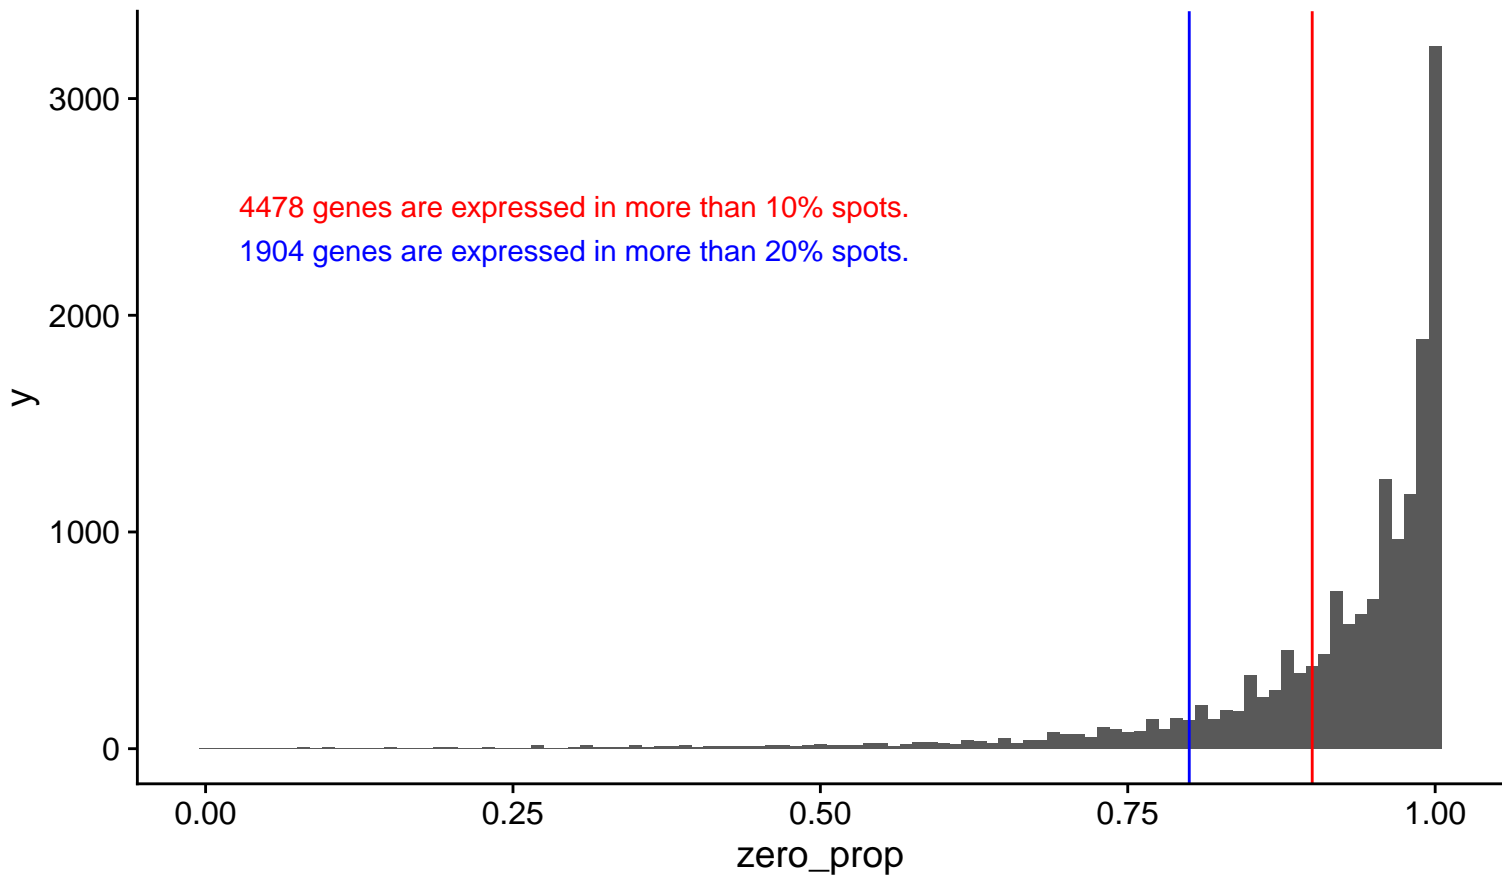 3000
4478 genes are expressed in more than 10% spots.
1904 genes are expressed in more than 20% spots.
2000
y
1000
0
0.00 0.25 0.50 0.75 1.00
zero_prop